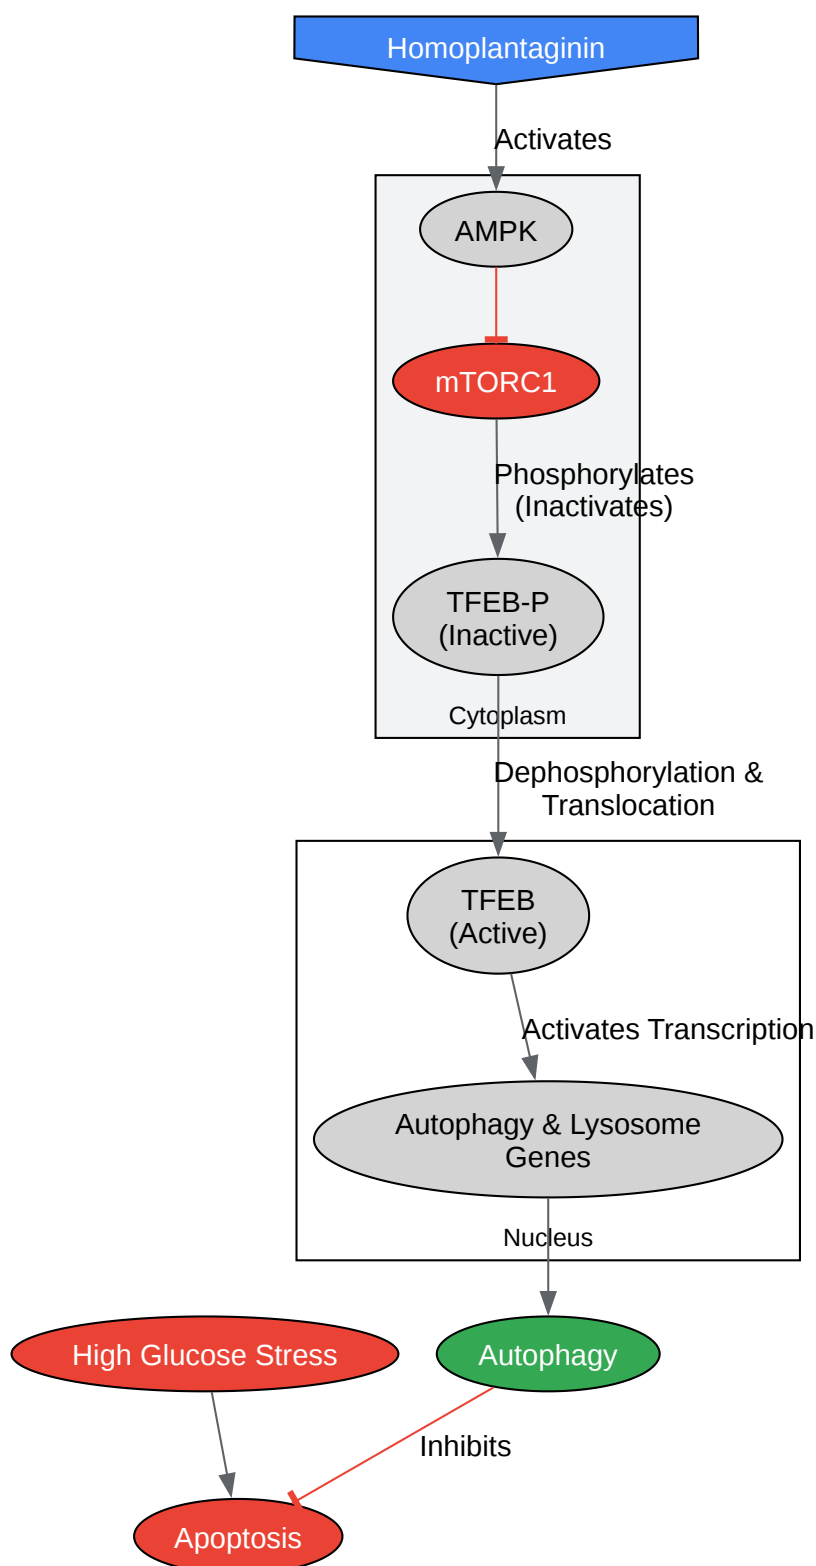 Homoplantaginin
Activates
AMPK
mTORC1
Phosphorylates
(Inactivates)
TFEB-P
(Inactive)
Cytoplasm
Dephosphorylation &
Translocation
TFEB
(Active)
Activates Transcription
Autophagy & Lysosome
Genes
Nucleus
High Glucose Stress
Autophagy
Inhibits
Apoptosis